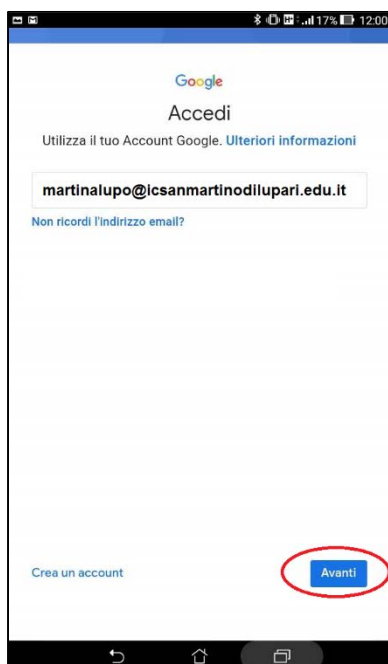 17% 12:00
Google
Accedi
Utilizza il tuo Account Google. Ulteriori informazioni
martinalupo@icsanmartinodilupari.edu.it
Non ricordi l'indirizzo email?
Crea un account Avanti